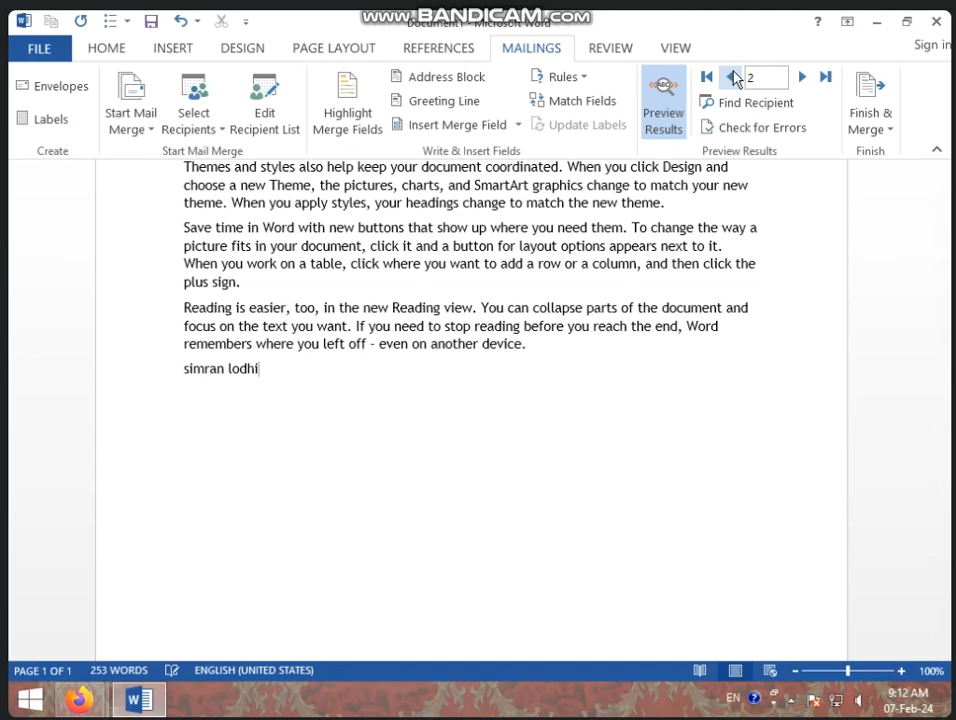 www.BANDICAM.com
FILE HOME INSERT DESIGN PAGE LAYOUT REFERENCES MAILINGS REVIEW VIEW Sign in
Envelopes
Labels
Create
Start Mail Merge
Select Recipients
Edit Recipient List
Start Mail Merge
Highlight Merge Fields
Address Block
Greeting Line
Insert Merge Field
Rules
Match Fields
Update Labels
Write & Insert Fields
ABC
Preview Results
2
Find Recipient
Check for Errors
Preview Results
Finish & Merge
Finish
Themes and styles also help keep your document coordinated. When you click Design and
choose a new Theme, the pictures, charts, and SmartArt graphics change to match your new
theme. When you apply styles, your headings change to match the new theme.
Save time in Word with new buttons that show up where you need them. To change the way a
picture fits in your document, click it and a button for layout options appears next to it.
When you work on a table, click where you want to add a row or a column, and then click the
plus sign.
Reading is easier, too, in the new Reading view. You can collapse parts of the document and
focus on the text you want. If you need to stop reading before you reach the end, Word
remembers where you left off - even on another device.
simran lodhi
PAGE 1 OF 1 253 WORDS ENGLISH (UNITED STATES) 100%
EN
9:12 AM
07-Feb-24